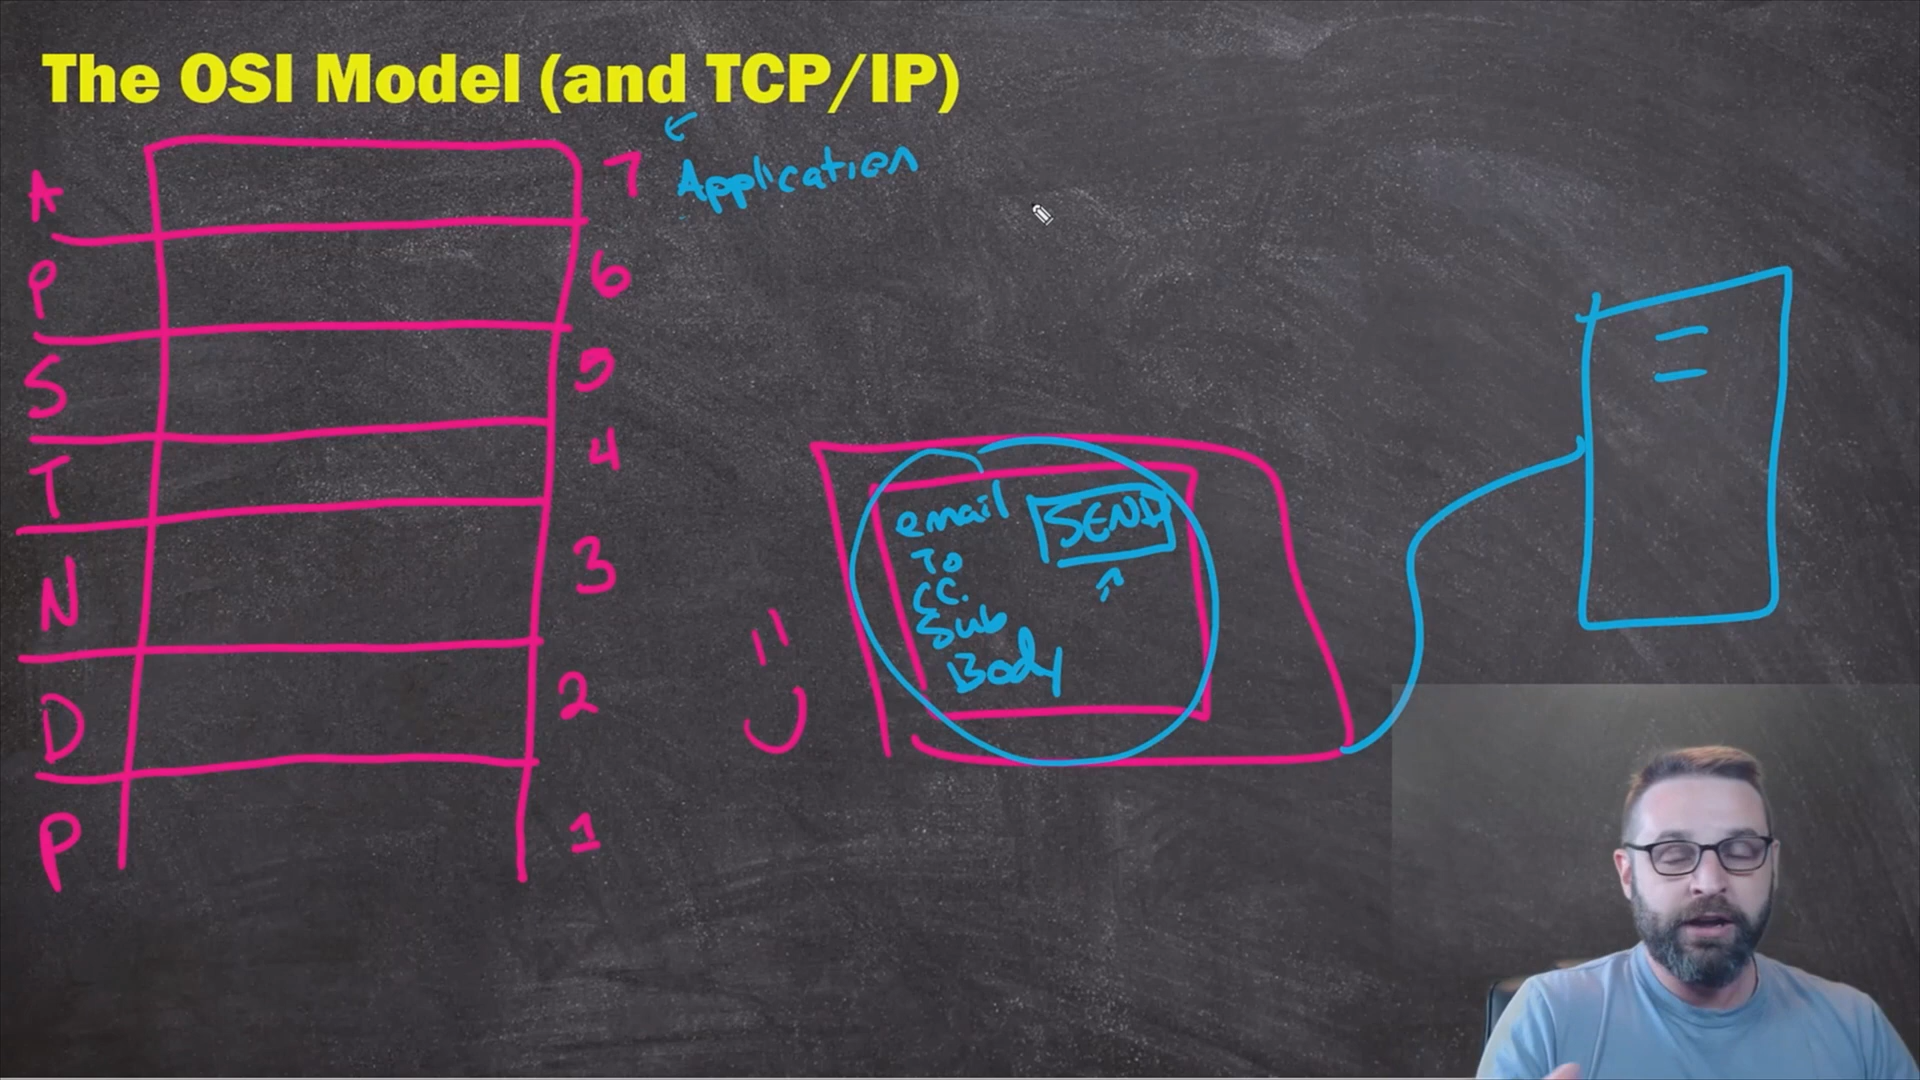 The OSI Model (and TCP/IP)
A 7 Application
P 6
S 5
T 4
N 3
D 2
P 1
email SEND
To
CC.
Sub
Body